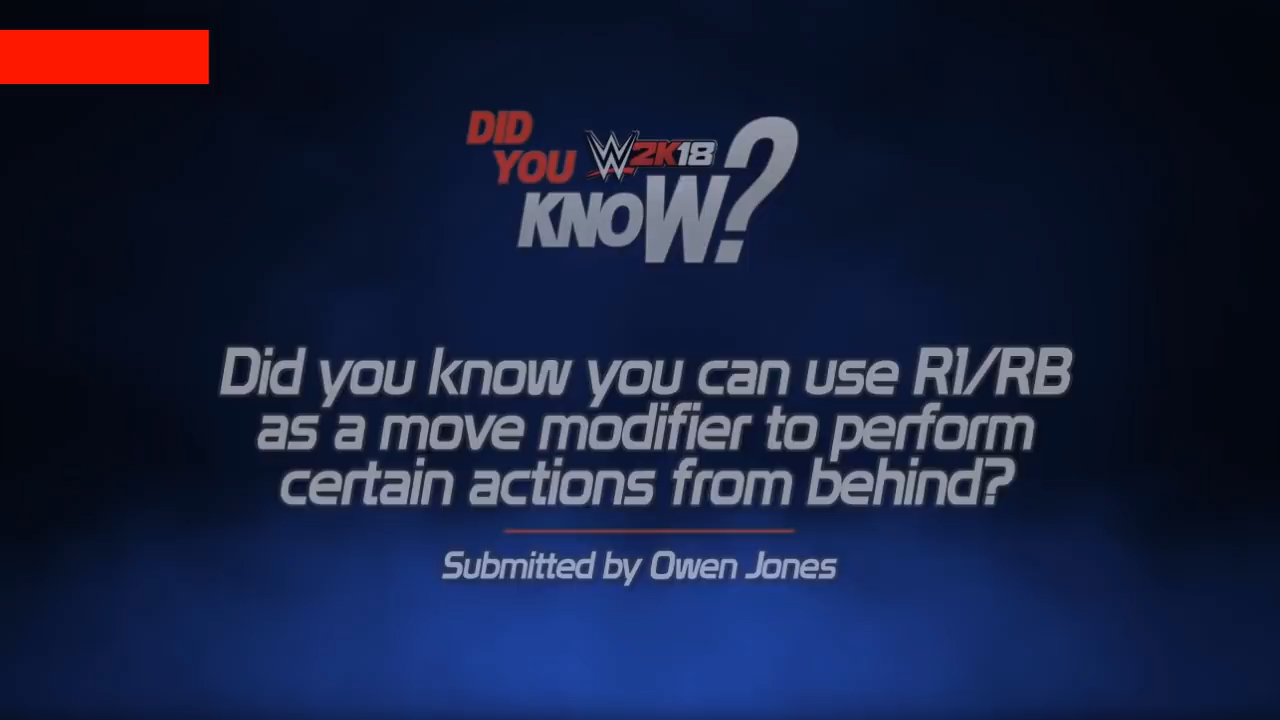 DID
YOU
W 2K18
KNOW?
Did you know you can use R1/RB
as a move modifier to perform
certain actions from behind?
Submitted by Owen Jones